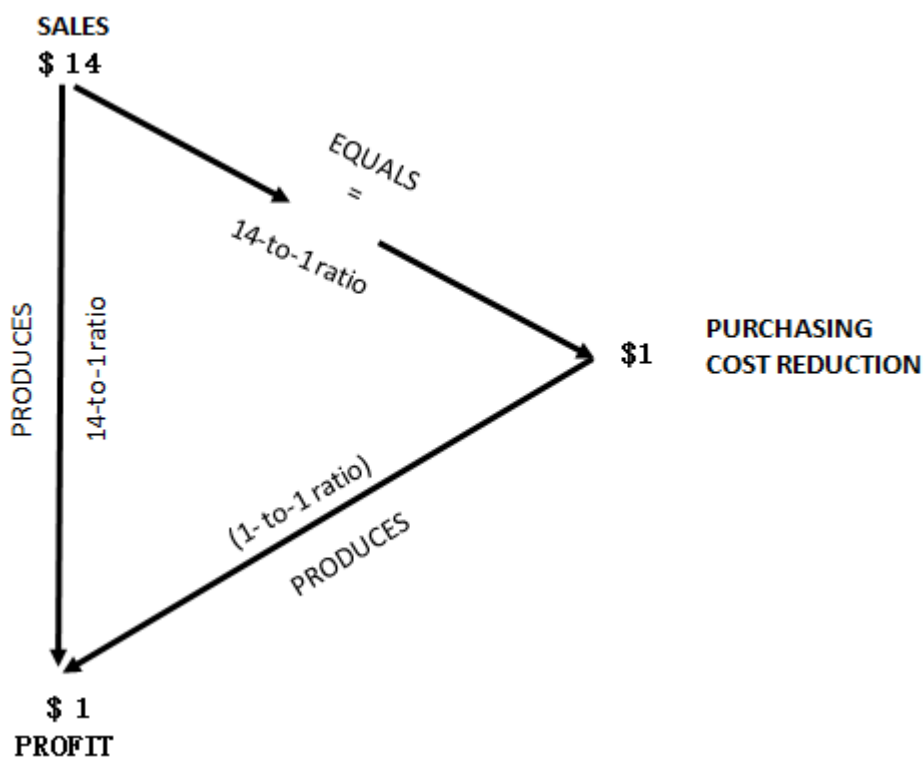 SALES
$ 14
EQUALS
=
14-to-1 ratio
PRODUCES
14-to-1 ratio
$1
PURCHASING
COST REDUCTION
(1- to-1 ratio)
PRODUCES
$ 1
PROFIT